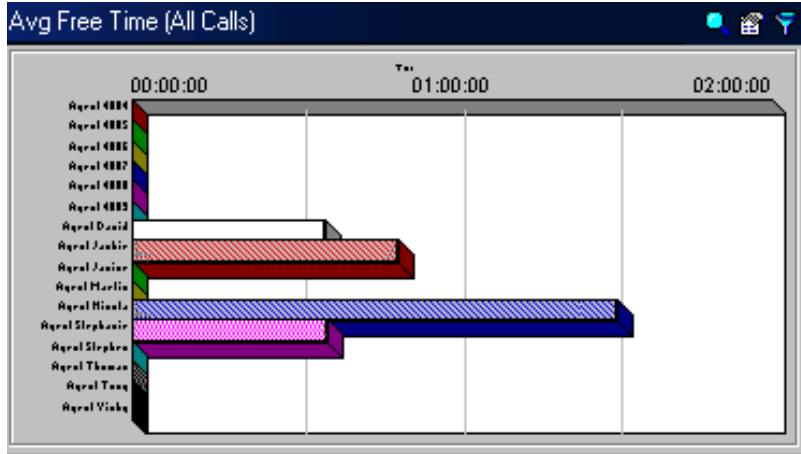 Avg Free Time (All Calls)
00:00:00
01:00:00
02:00:00
Agent 4004
Agent 4005
Agent 4006
Agent 4007
Agent 4008
Agent 4009
Agent David
Agent Jackie
Agent Janine
Agent Martin
Agent Nicola
Agent Stephanie
Agent Stephen
Agent Thomas
Agent Tony
Agent Vicky